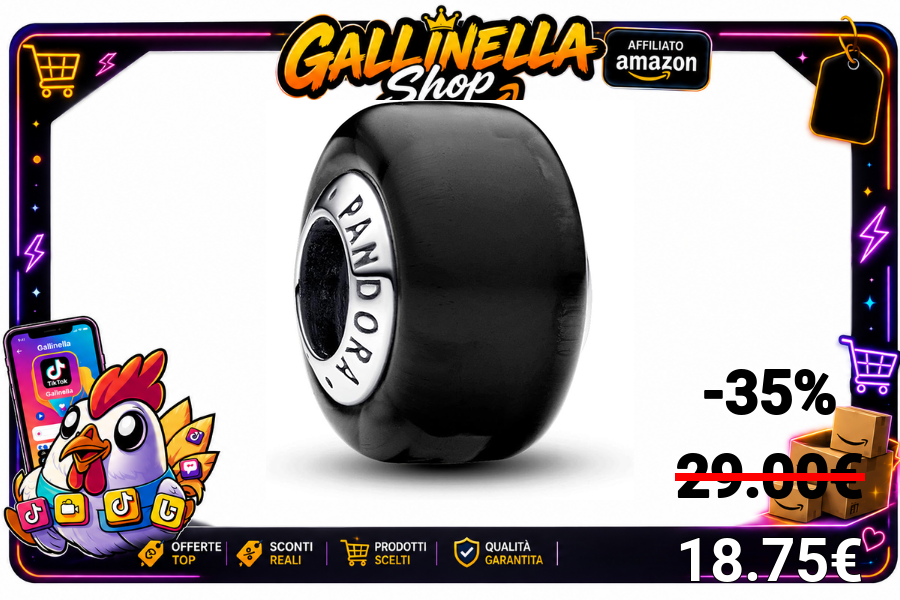 GALLINELLA
Shop
AFFILIATO
amazon
PANDORA
Gallinella
TikTok
Gallinella
-35%
29.00€
18.75€
OFFERTE
TOP
SCONTI
REALI
PRODOTTI
SCELTI
QUALITÀ
GARANTITA